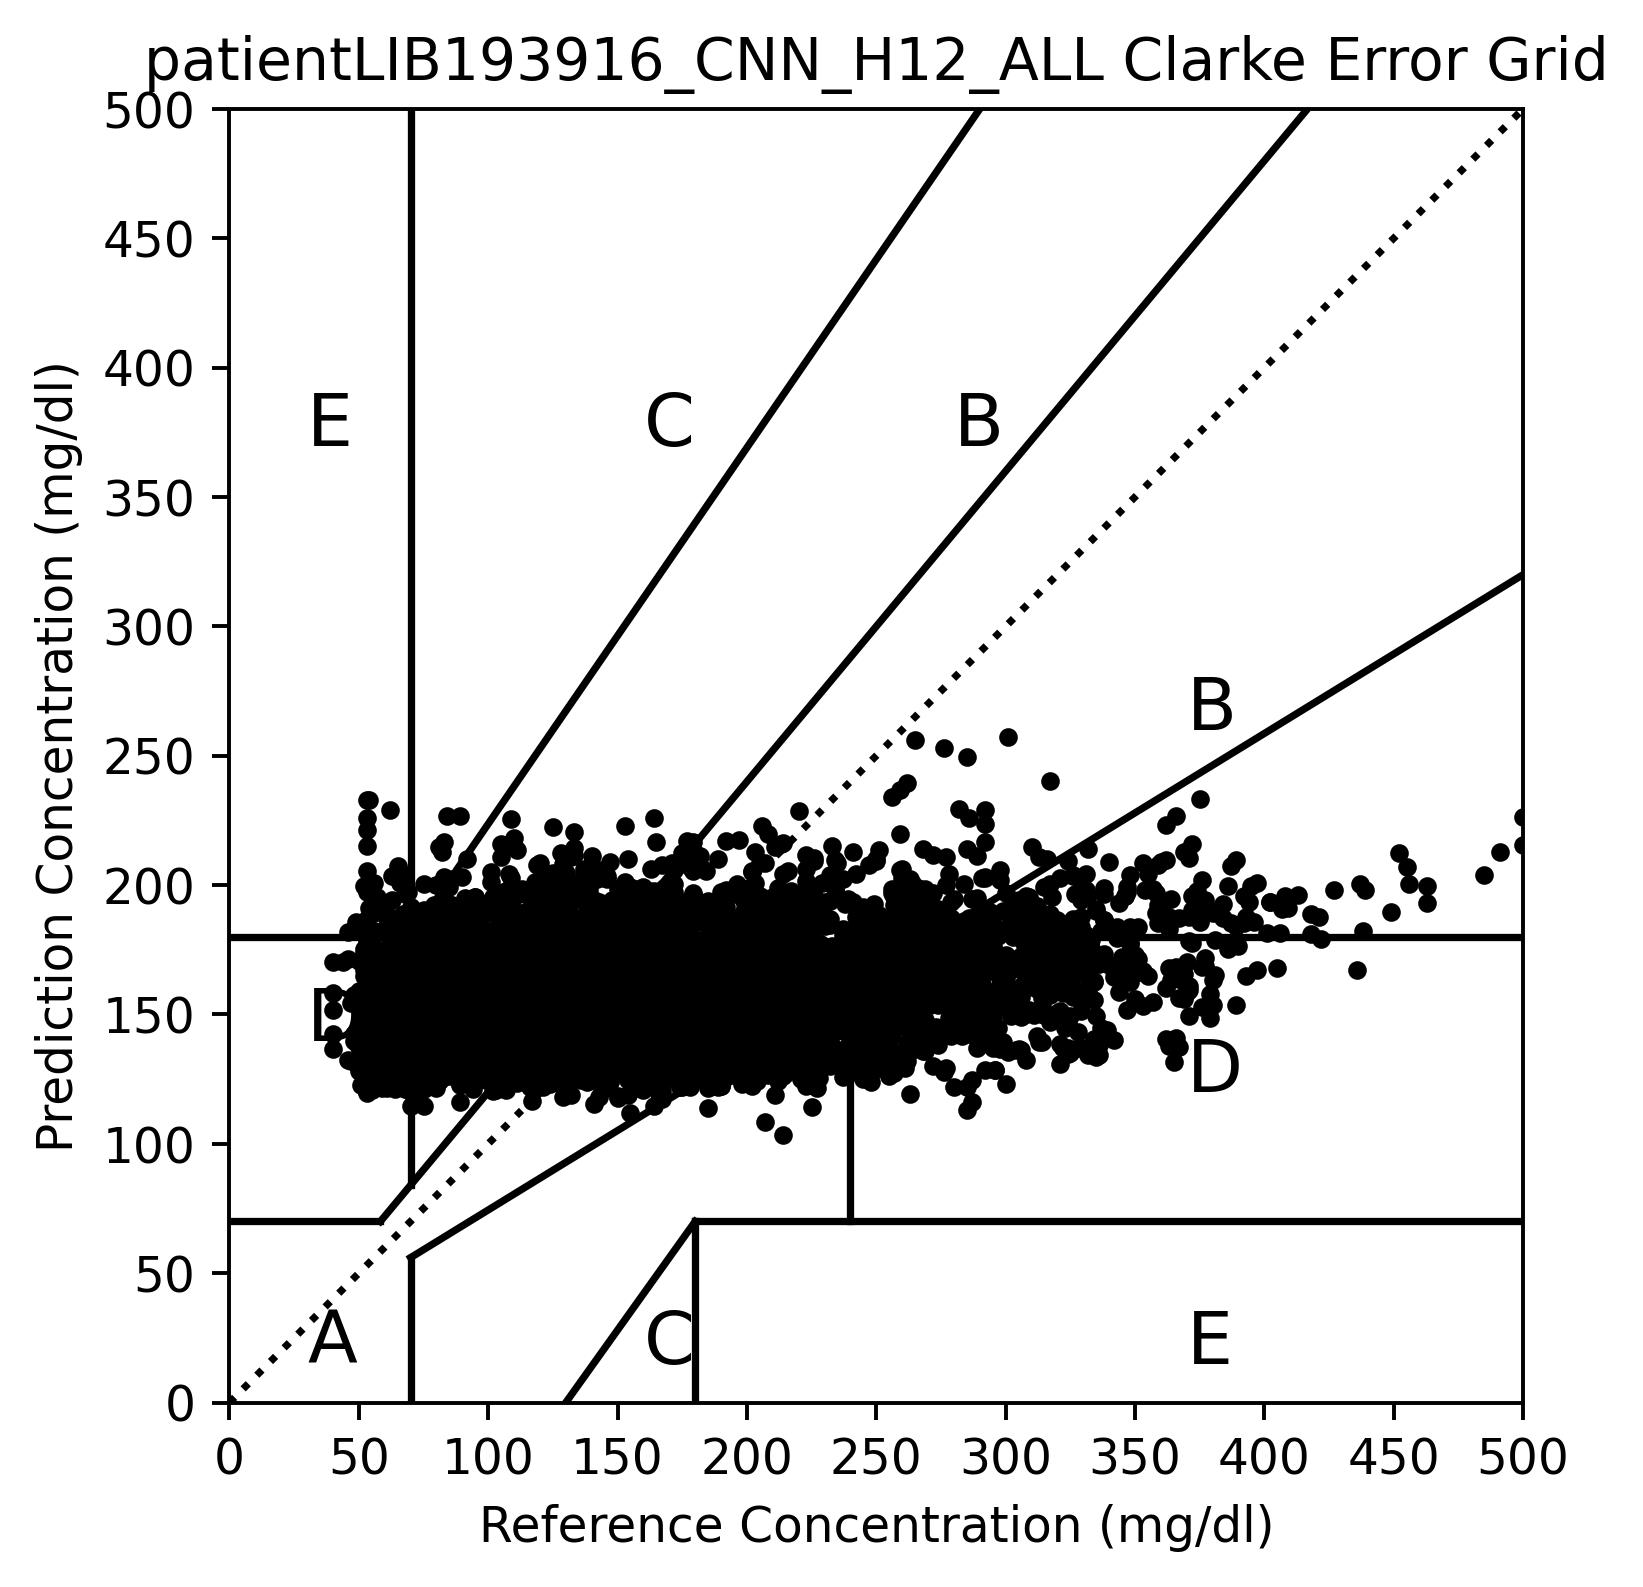 patientLIB193916_CNN_H12_ALL Clarke Error Grid
500
450
400
350
300
250
200
150
100
50
0
Prediction Concentration (mg/dl)
E
C
B
B
D
D
A
C
E
0 50 100 150 200 250 300 350 400 450 500
Reference Concentration (mg/dl)